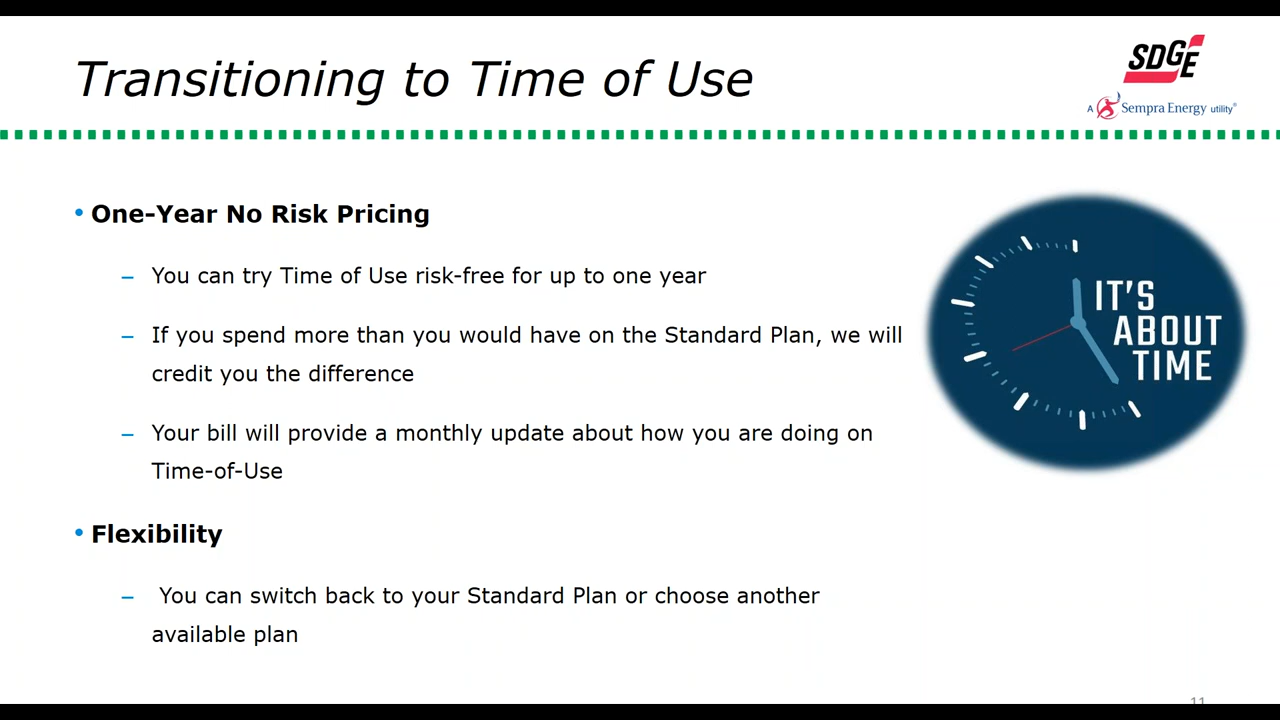 Transitioning to Time of Use
SDGE
A Sempra Energy utility®
• One-Year No Risk Pricing
– You can try Time of Use risk-free for up to one year
– If you spend more than you would have on the Standard Plan, we will
credit you the difference
– Your bill will provide a monthly update about how you are doing on
Time-of-Use
• Flexibility
– You can switch back to your Standard Plan or choose another
available plan
IT'S
ABOUT
TIME
11